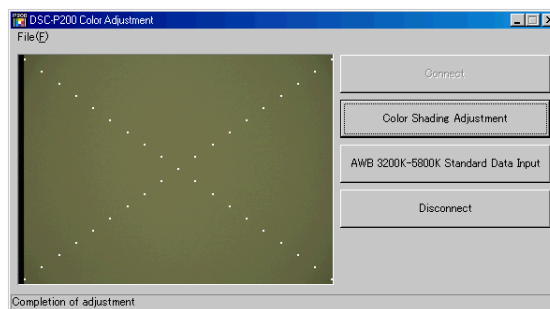 P200 DSC-P200 Color Adjustment
File(F)
Connect
Color Shading Adjustment
AWB 3200K-5800K Standard Data Input
Disconnect
Completion of adjustment